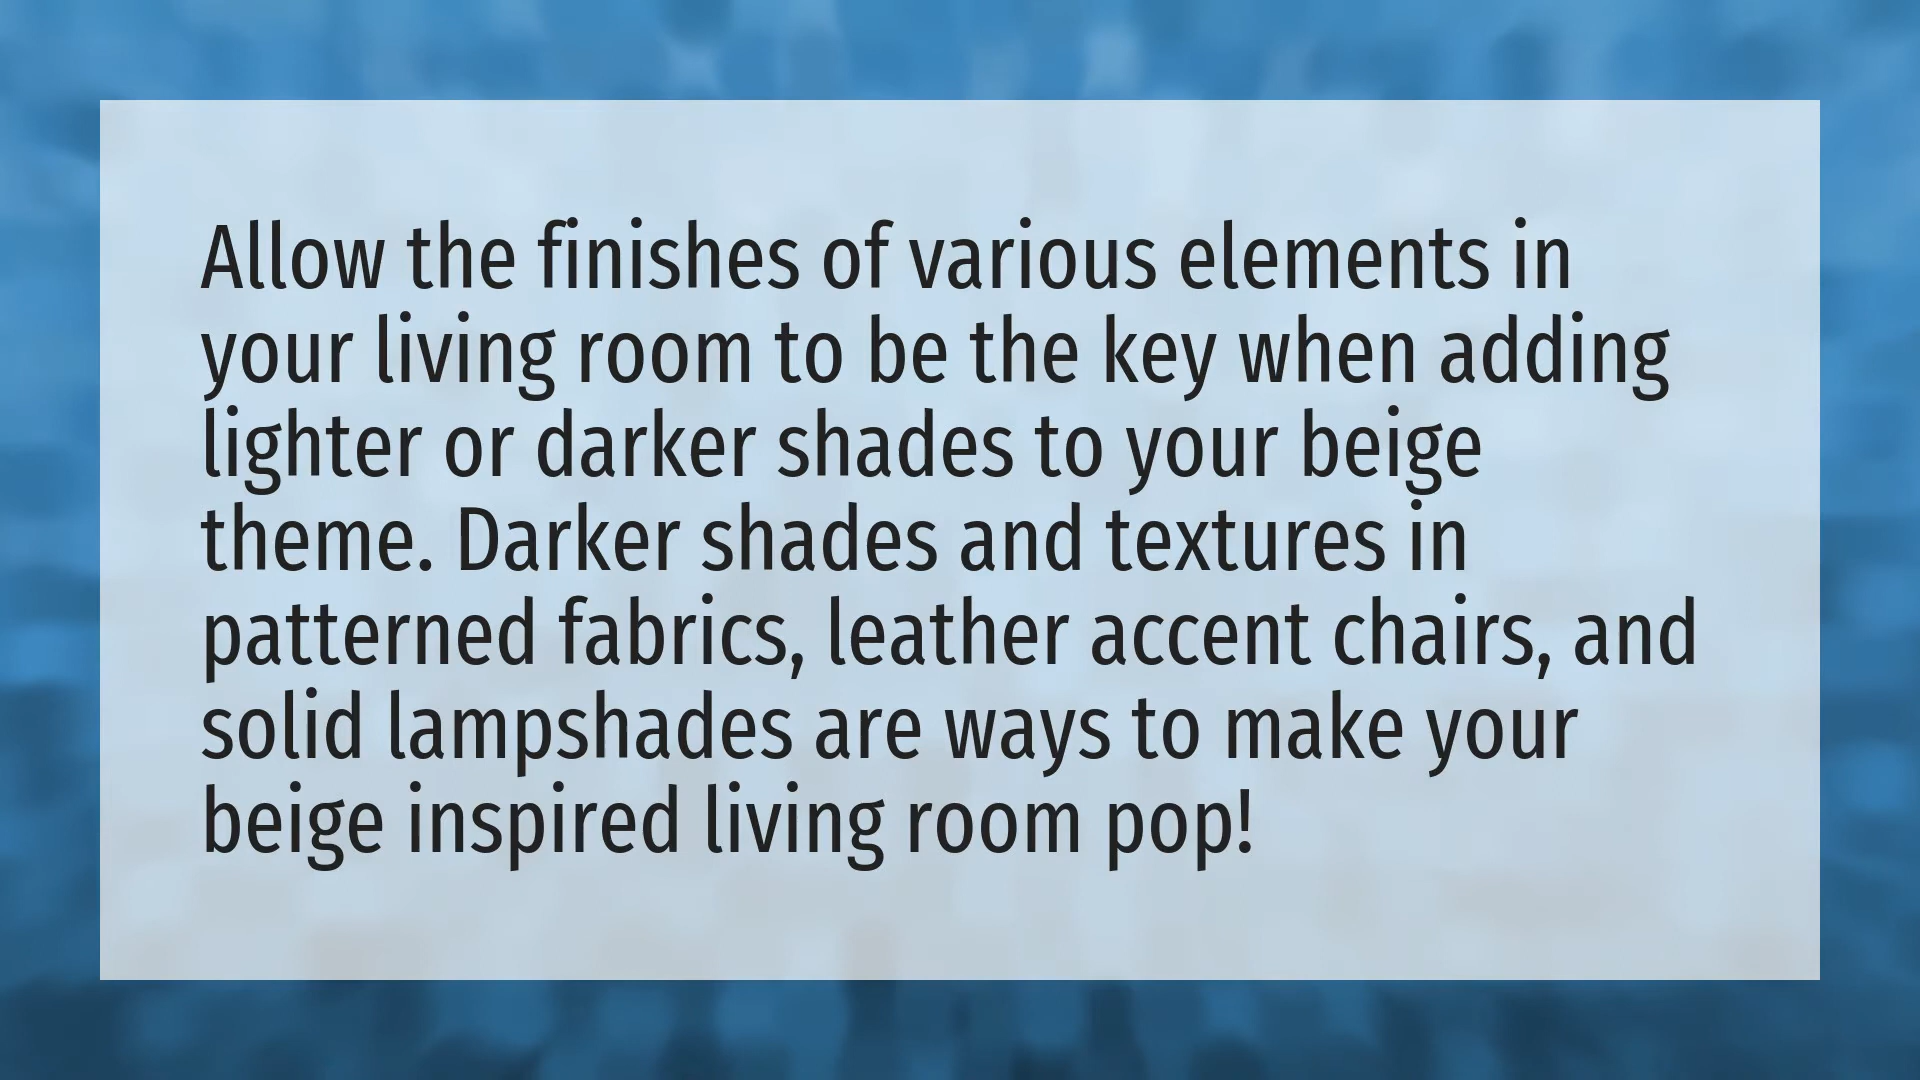 Allow the finishes of various elements in
your living room to be the key when adding
lighter or darker shades to your beige
theme. Darker shades and textures in
patterned fabrics, leather accent chairs, and
solid lampshades are ways to make your
beige inspired living room pop!